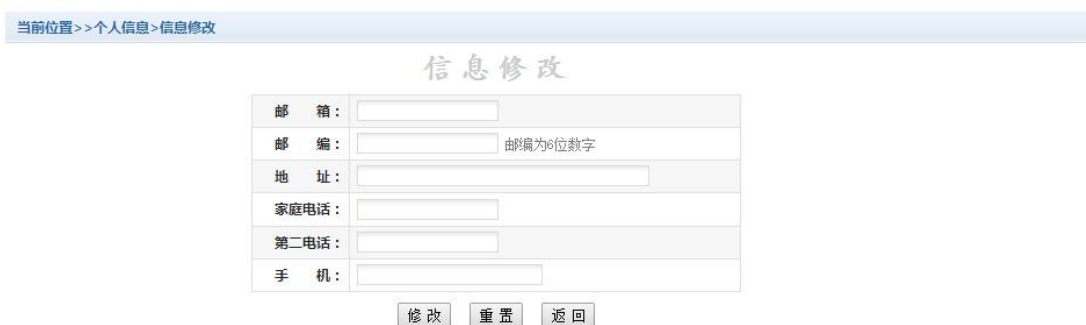 当前位置>>个人信息>信息修改
信息修改
邮 箱：
邮 编： 邮编为6位数字
地 址：
家庭电话：
第二电话：
手 机：
修改 重置 返回